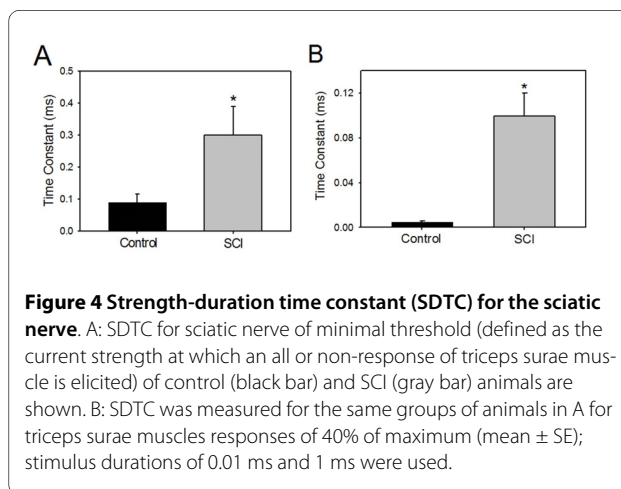 A
B
0.5
0.4
0.3
0.2
0.1
0.0
Time Constant (ms)
*
Control
SCI
0.12
0.08
0.04
0.00
Time Constant (ms)
*
Control
SCI
Figure 4 Strength-duration time constant (SDTC) for the sciatic
nerve. A: SDTC for sciatic nerve of minimal threshold (defined as the
current strength at which an all or non-response of triceps surae mus-
cle is elicited) of control (black bar) and SCI (gray bar) animals are
shown. B: SDTC was measured for the same groups of animals in A for
triceps surae muscles responses of 40% of maximum (mean ± SE);
stimulus durations of 0.01 ms and 1 ms were used.